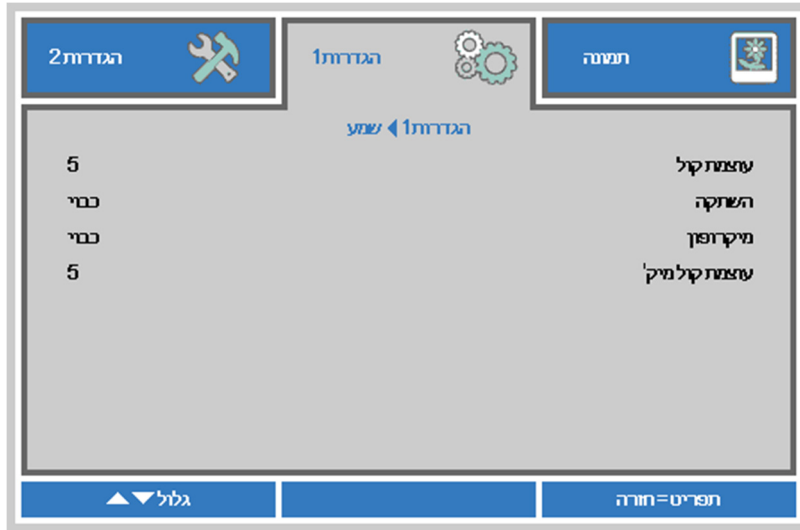 תמונה
הגדרות1
הגדרות2
הגדרות1 ◀ שמע
עוצמת קול 5
השתקה כבוי
מיקרופון כבוי
עוצמת קול מיק' 5
תפריט=חזרה
גלול▼▲